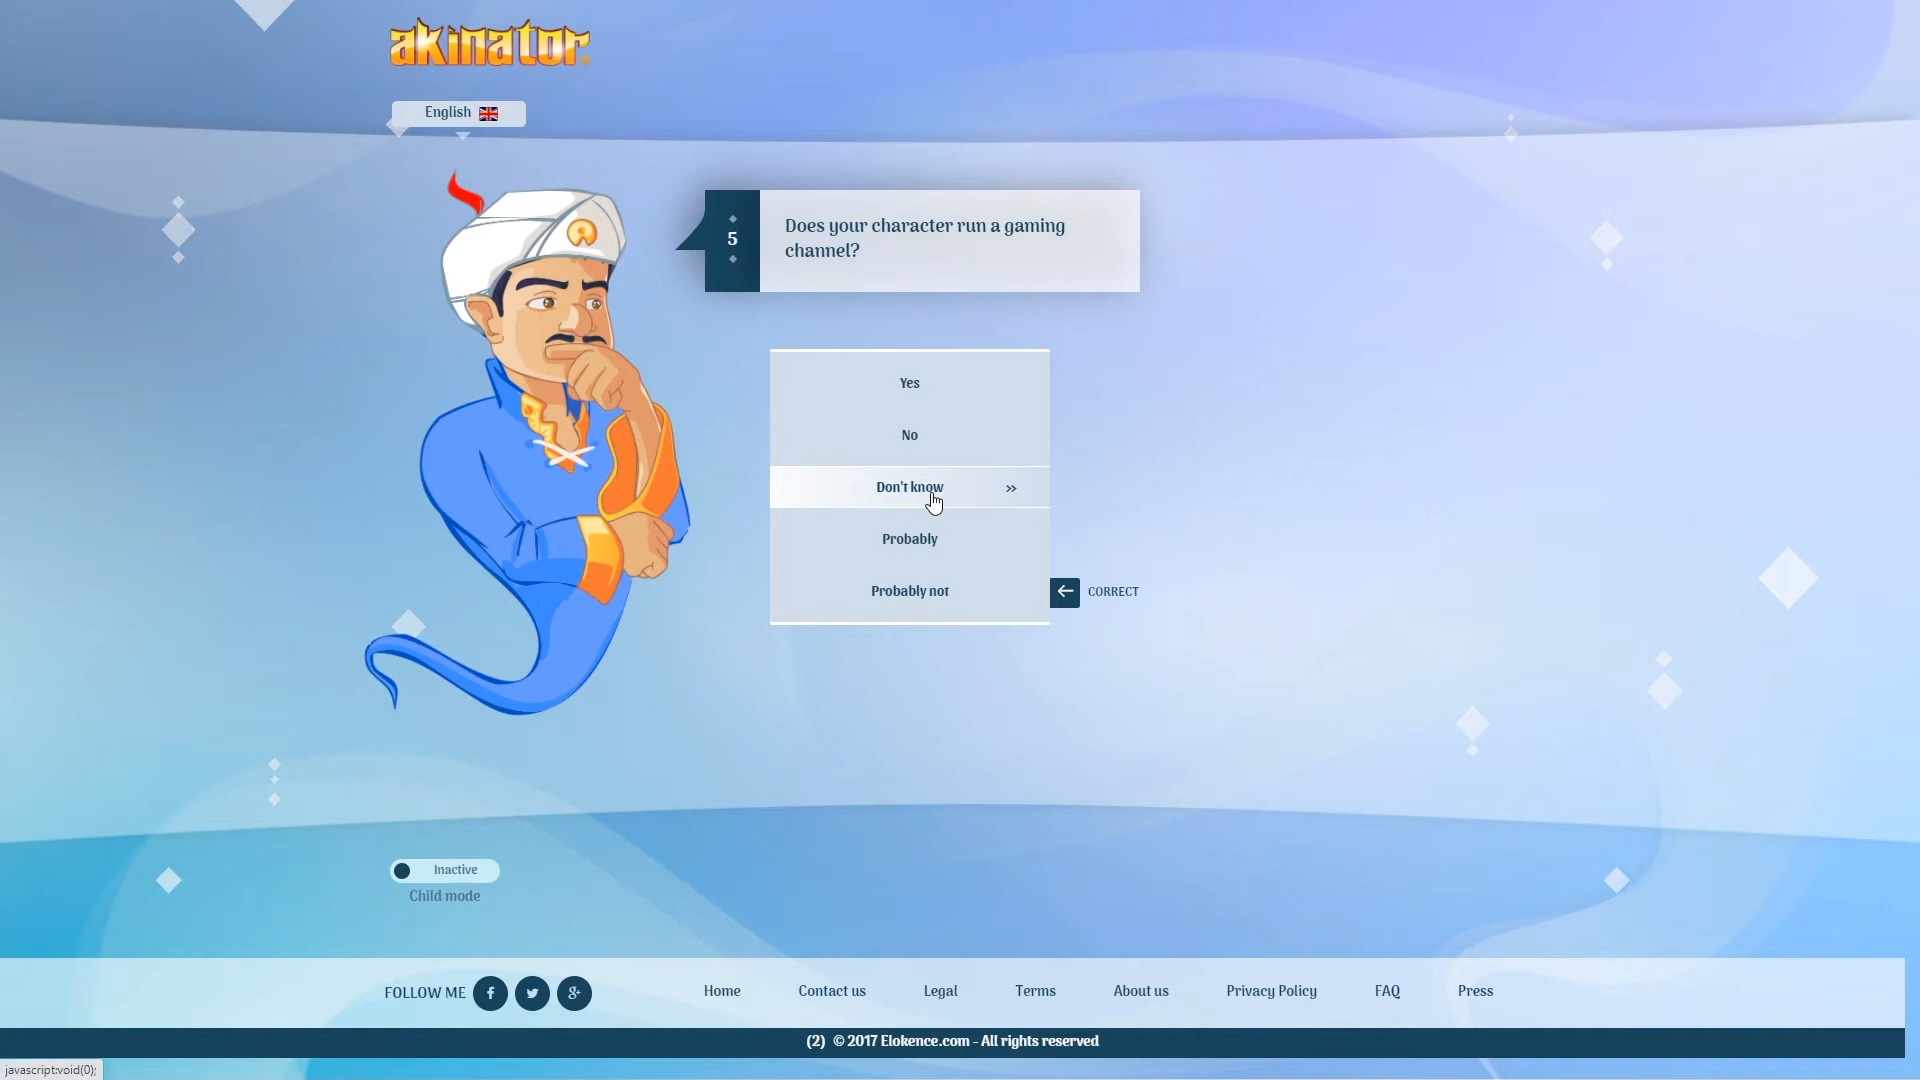 akinator
English
5
Does your character run a gaming
channel?
Yes
No
Don't know
Probably
Probably not
CORRECT
Inactive
Child mode
FOLLOW ME
Home
Contact us
Legal
Terms
About us
Privacy Policy
FAQ
Press
(2) © 2017 Elokence.com - All rights reserved
javascript:void(0);